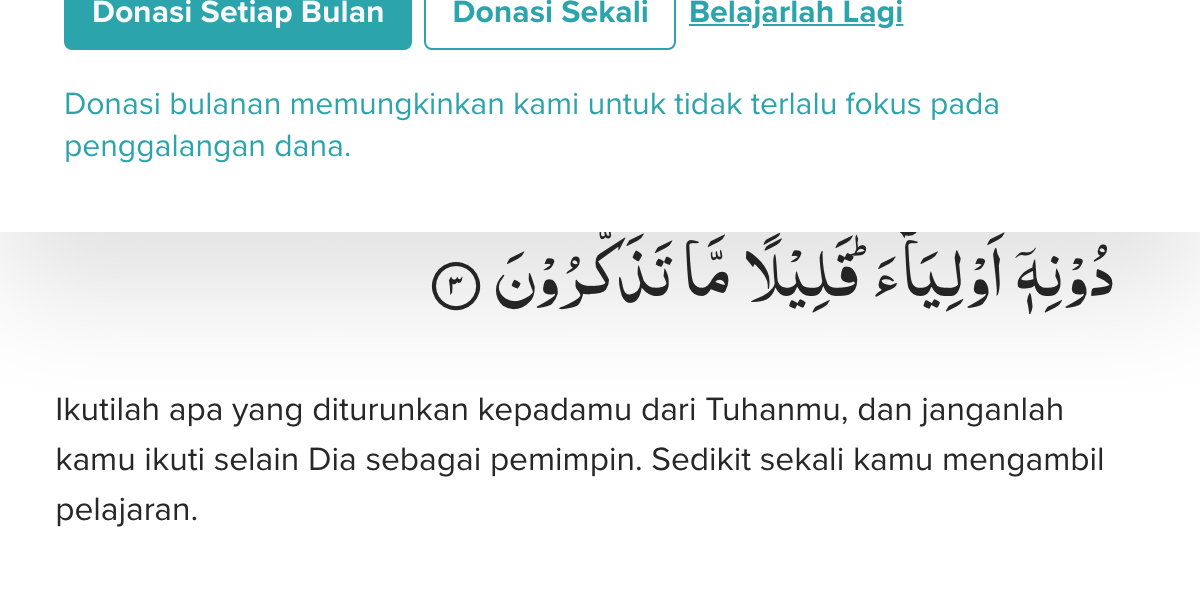 Donasi Setiap Bulan Donasi Sekali Belajarlah Lagi
Donasi bulanan memungkinkan kami untuk tidak terlalu fokus pada
penggalangan dana.
دُوْنِهٖٓ اَوْلِيَاۤءَۗ قَلِيْلًا مَّا تَذَكَّرُوْنَ ٣
Ikutilah apa yang diturunkan kepadamu dari Tuhanmu, dan janganlah
kamu ikuti selain Dia sebagai pemimpin. Sedikit sekali kamu mengambil
pelajaran.